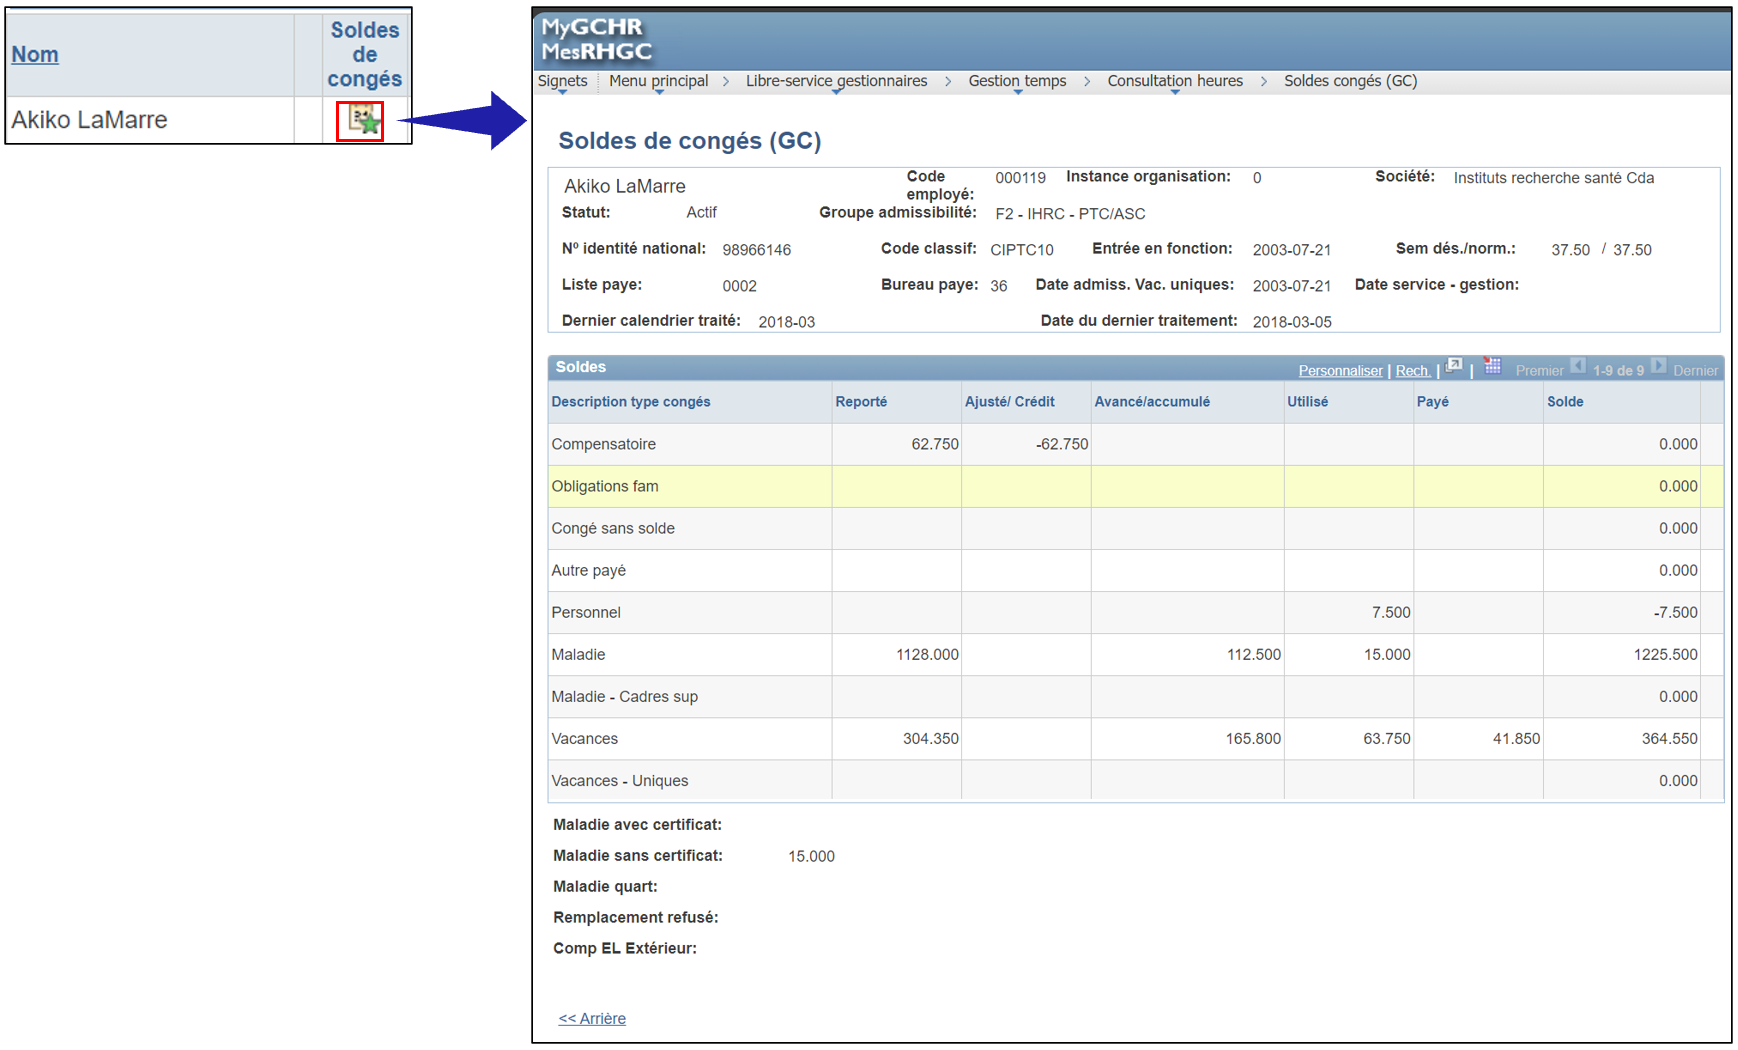 Nom
Soldes de congés
Akiko LaMarre
MyGCHR
MesRHGC
Signets Menu principal > Libre-service gestionnaires > Gestion temps > Consultation heures > Soldes congés (GC)
Soldes de congés (GC)
Akiko LaMarre Code employé: 000119 Instance organisation: 0 Société: Instituts recherche santé Cda
Statut: Actif Groupe admissibilité: F2 - IHRC - PTC/ASC
Nº identité national: 98966146 Code classif: CIPTC10 Entrée en fonction: 2003-07-21 Sem dés./norm.: 37.50 / 37.50
Liste paye: 0002 Bureau paye: 36 Date admiss. Vac. uniques: 2003-07-21 Date service - gestion:
Dernier calendrier traité: 2018-03 Date du dernier traitement: 2018-03-05
Soldes Personnaliser | Rech. | | Premier 1-9 de 9 Dernier
Description type congés Reporté Ajusté/ Crédit Avancé/accumulé Utilisé Payé Solde
Compensatoire 62.750 -62.750 0.000
Obligations fam 0.000
Congé sans solde 0.000
Autre payé 0.000
Personnel 7.500 -7.500
Maladie 1128.000 112.500 15.000 1225.500
Maladie - Cadres sup 0.000
Vacances 304.350 165.800 63.750 41.850 364.550
Vacances - Uniques 0.000
Maladie avec certificat:
Maladie sans certificat: 15.000
Maladie quart:
Remplacement refusé:
Comp EL Extérieur:
<< Arrière